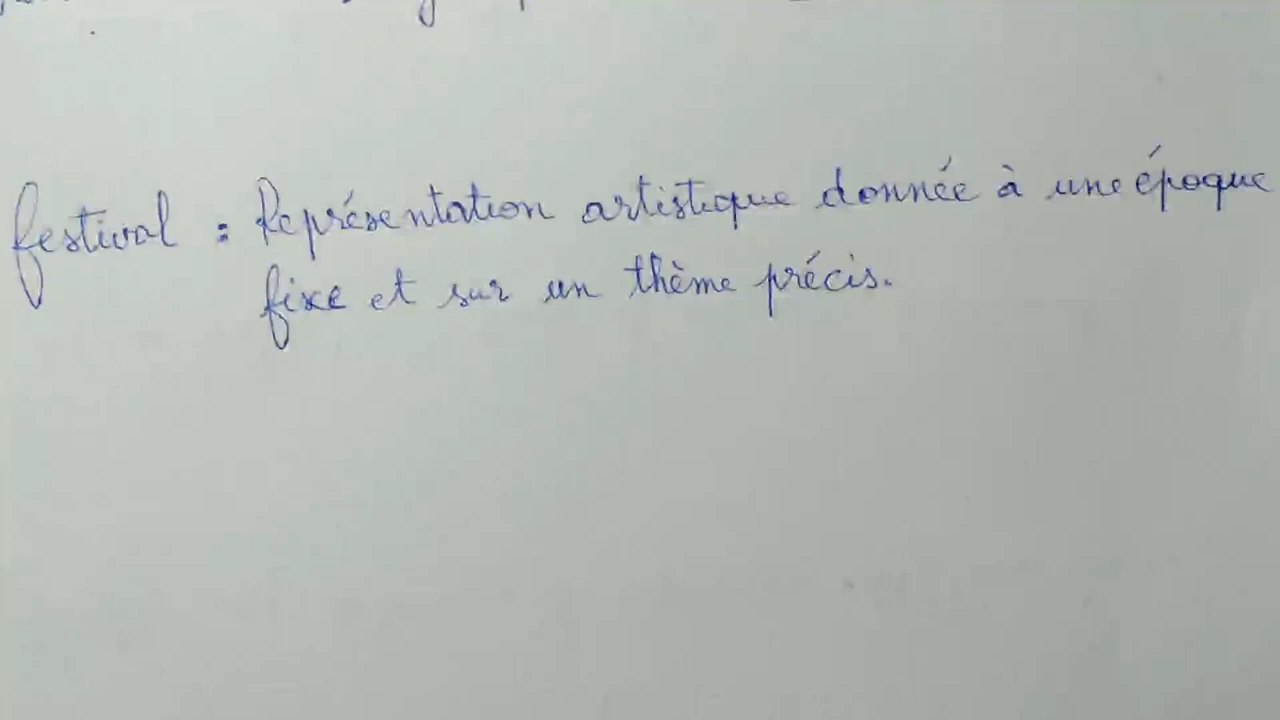 festival : Représentation artistique donnée à une époque
fixe et sur un thème précis.